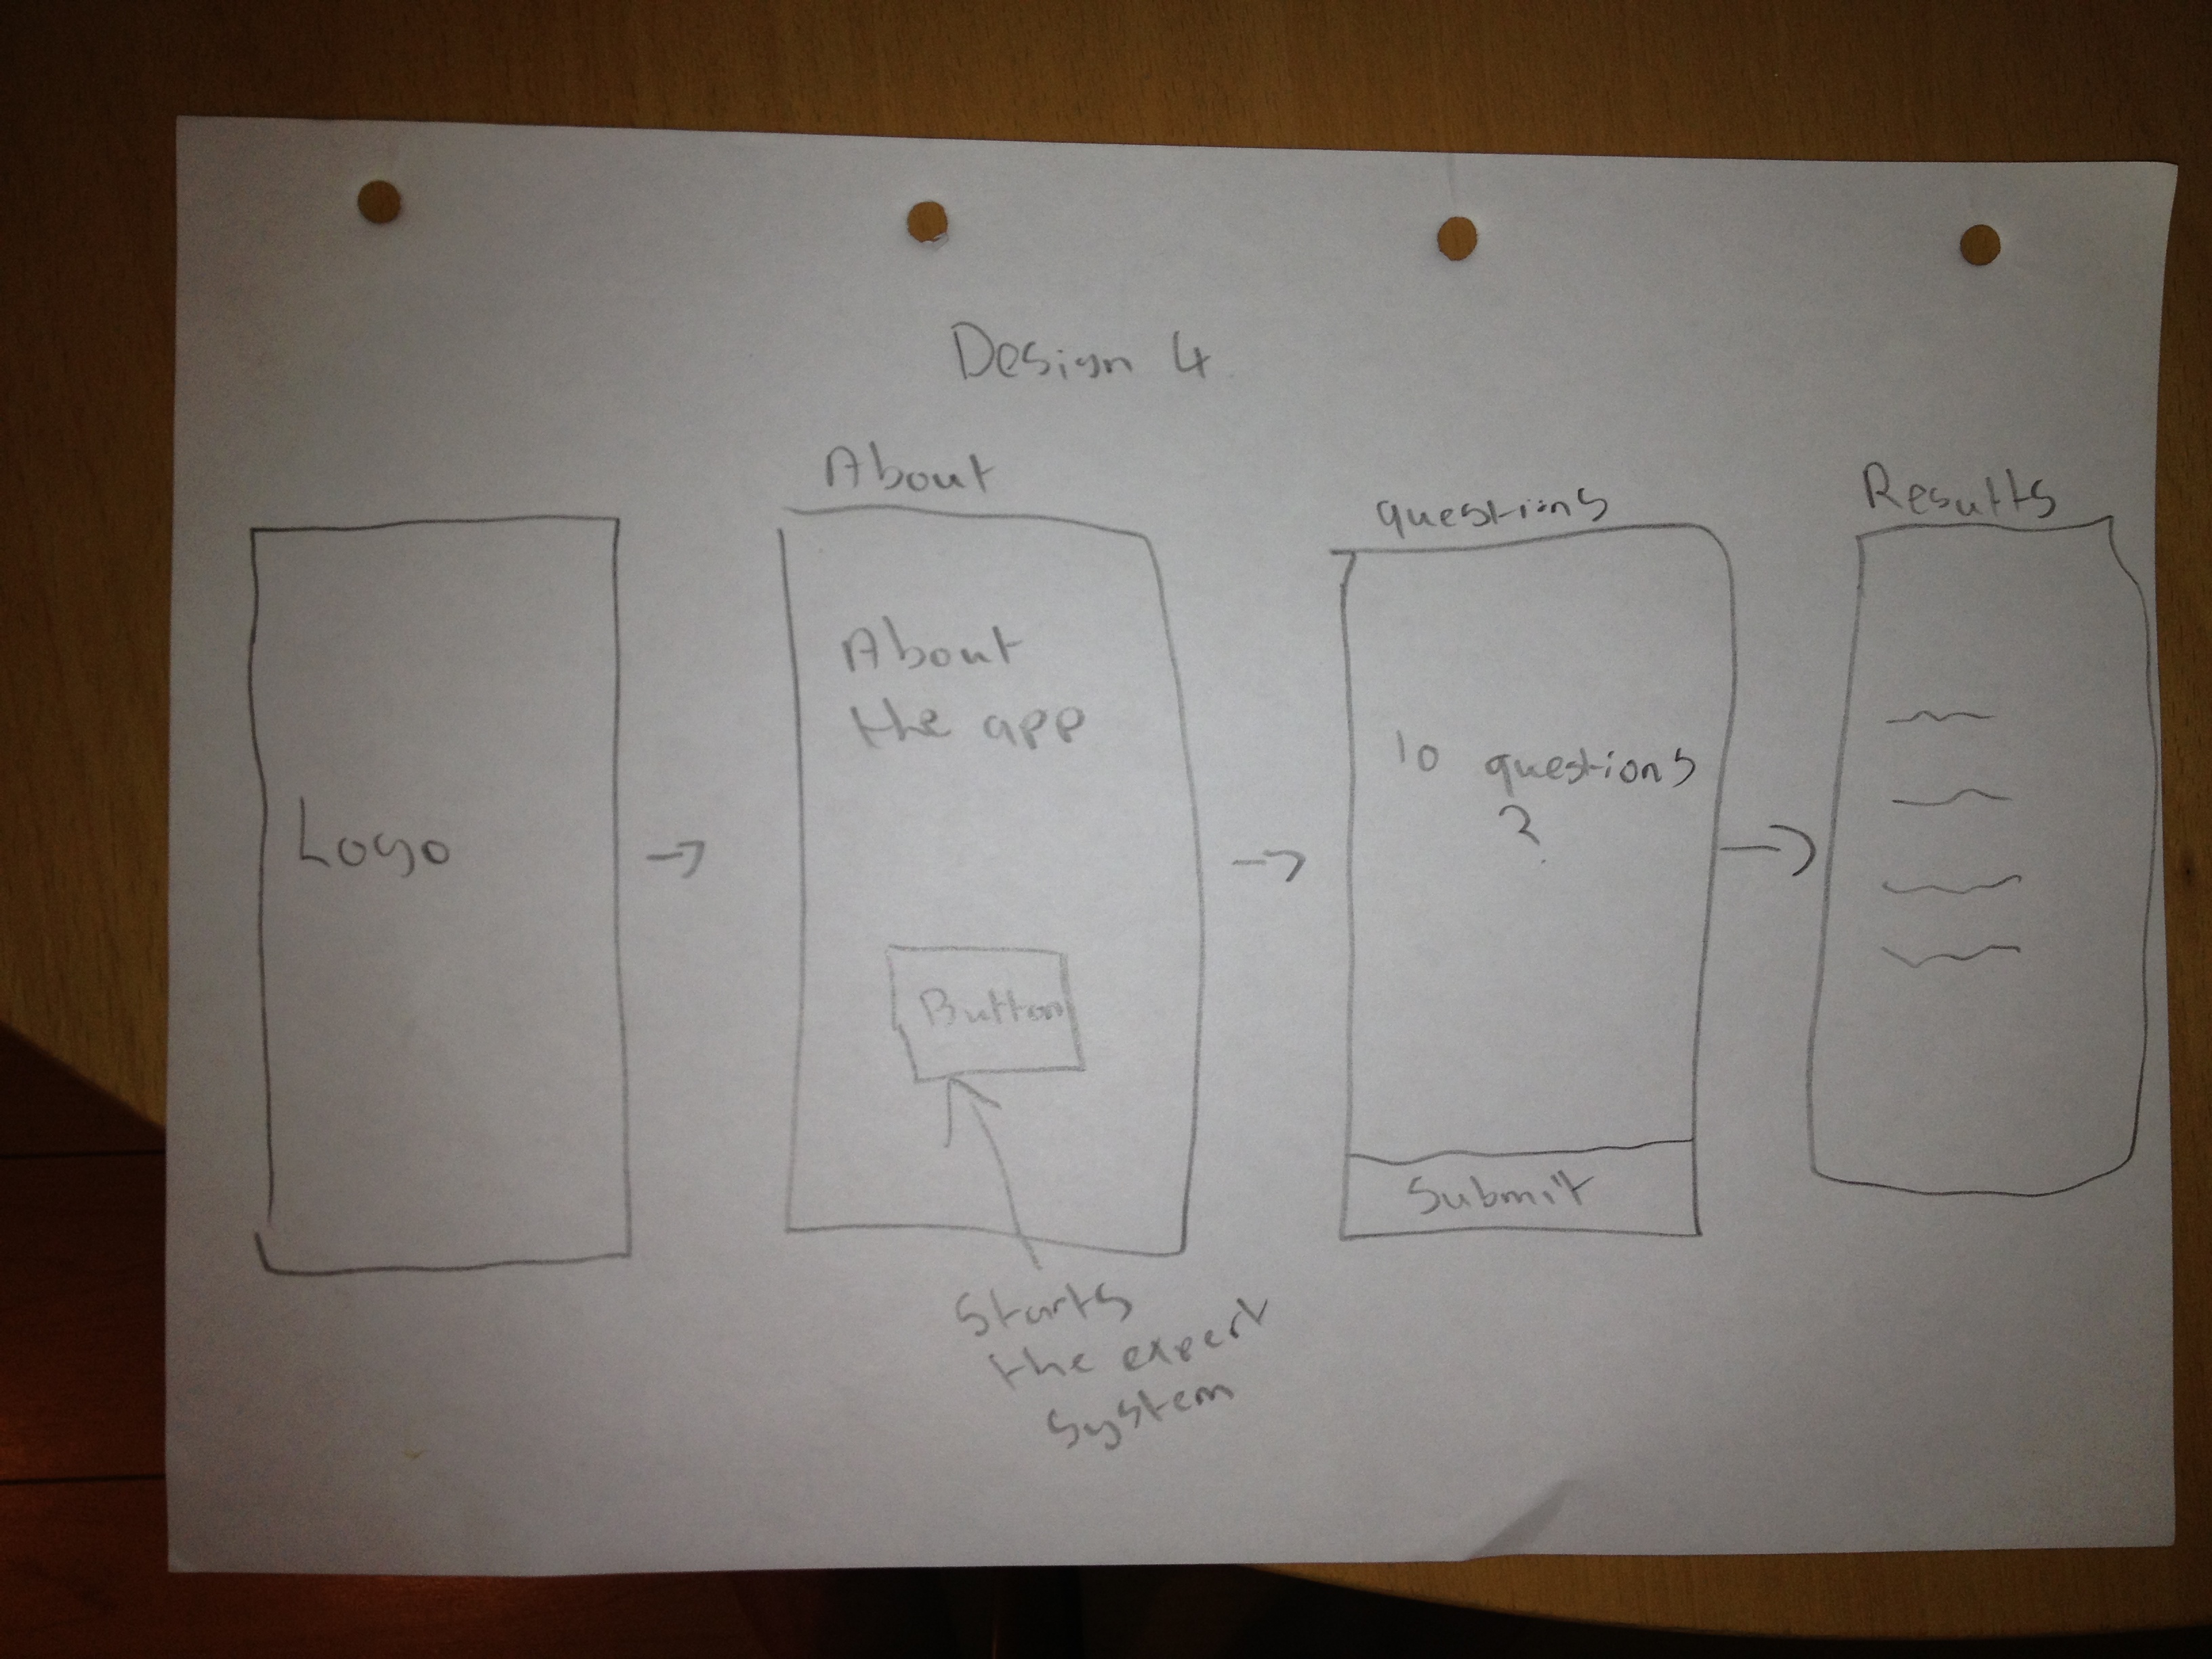 Design 4
Logo
About
About
the app
Button
Starts
the expert
System
questions
10 questions
?
Submit
Results